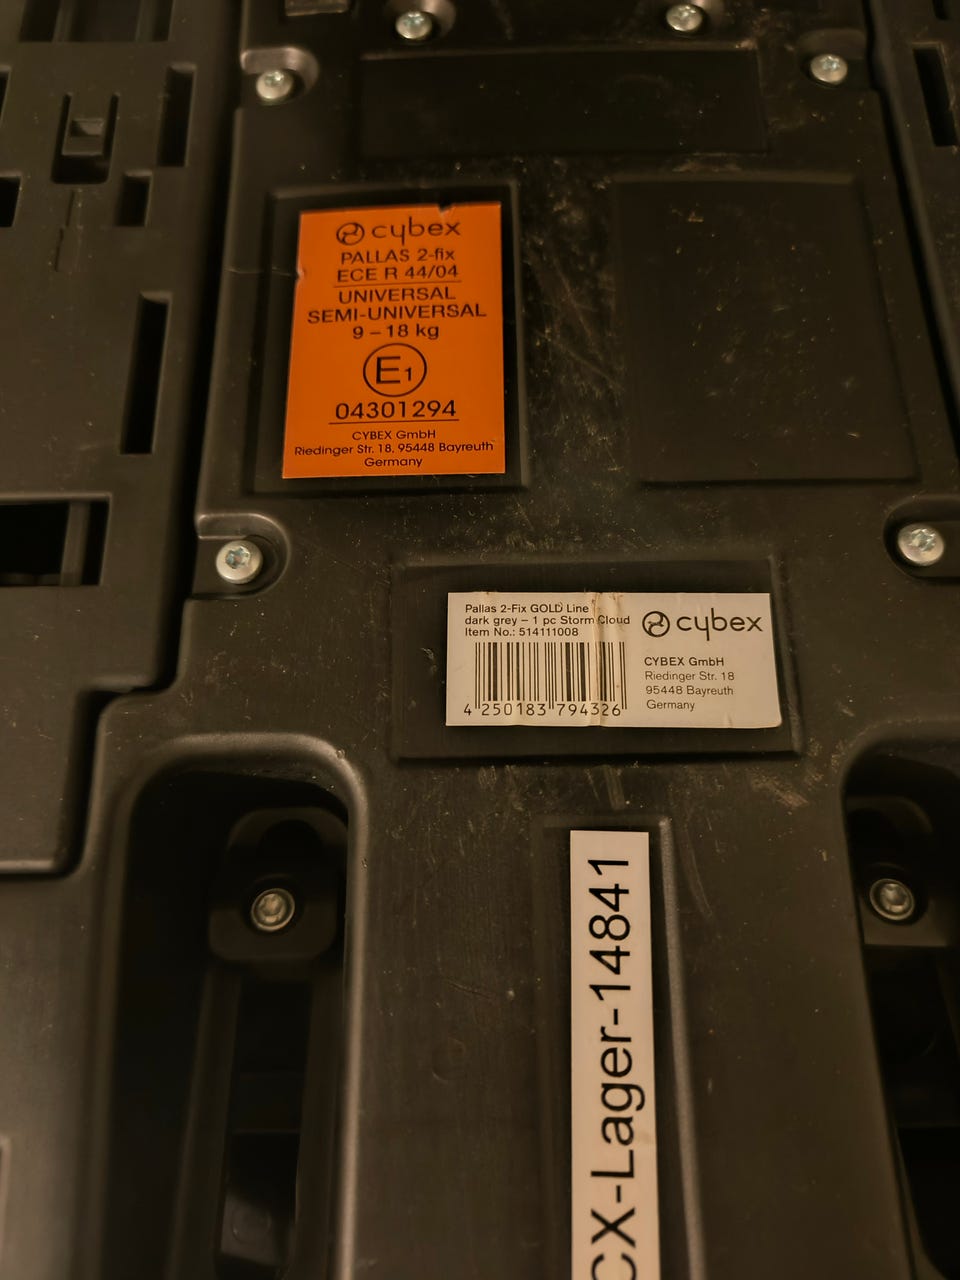 cybex
PALLAS 2-fix
ECE R 44/04
UNIVERSAL
SEMI-UNIVERSAL
9 – 18 kg
E1
04301294
CYBEX GmbH
Riedinger Str. 18, 95448 Bayreuth
Germany
Pallas 2-Fix GOLD Line
dark grey – 1 pc Storm Cloud
Item No.: 514111008
4 250183 794326
cybex
CYBEX GmbH
Riedinger Str. 18
95448 Bayreuth
Germany
CX-Lager-14841